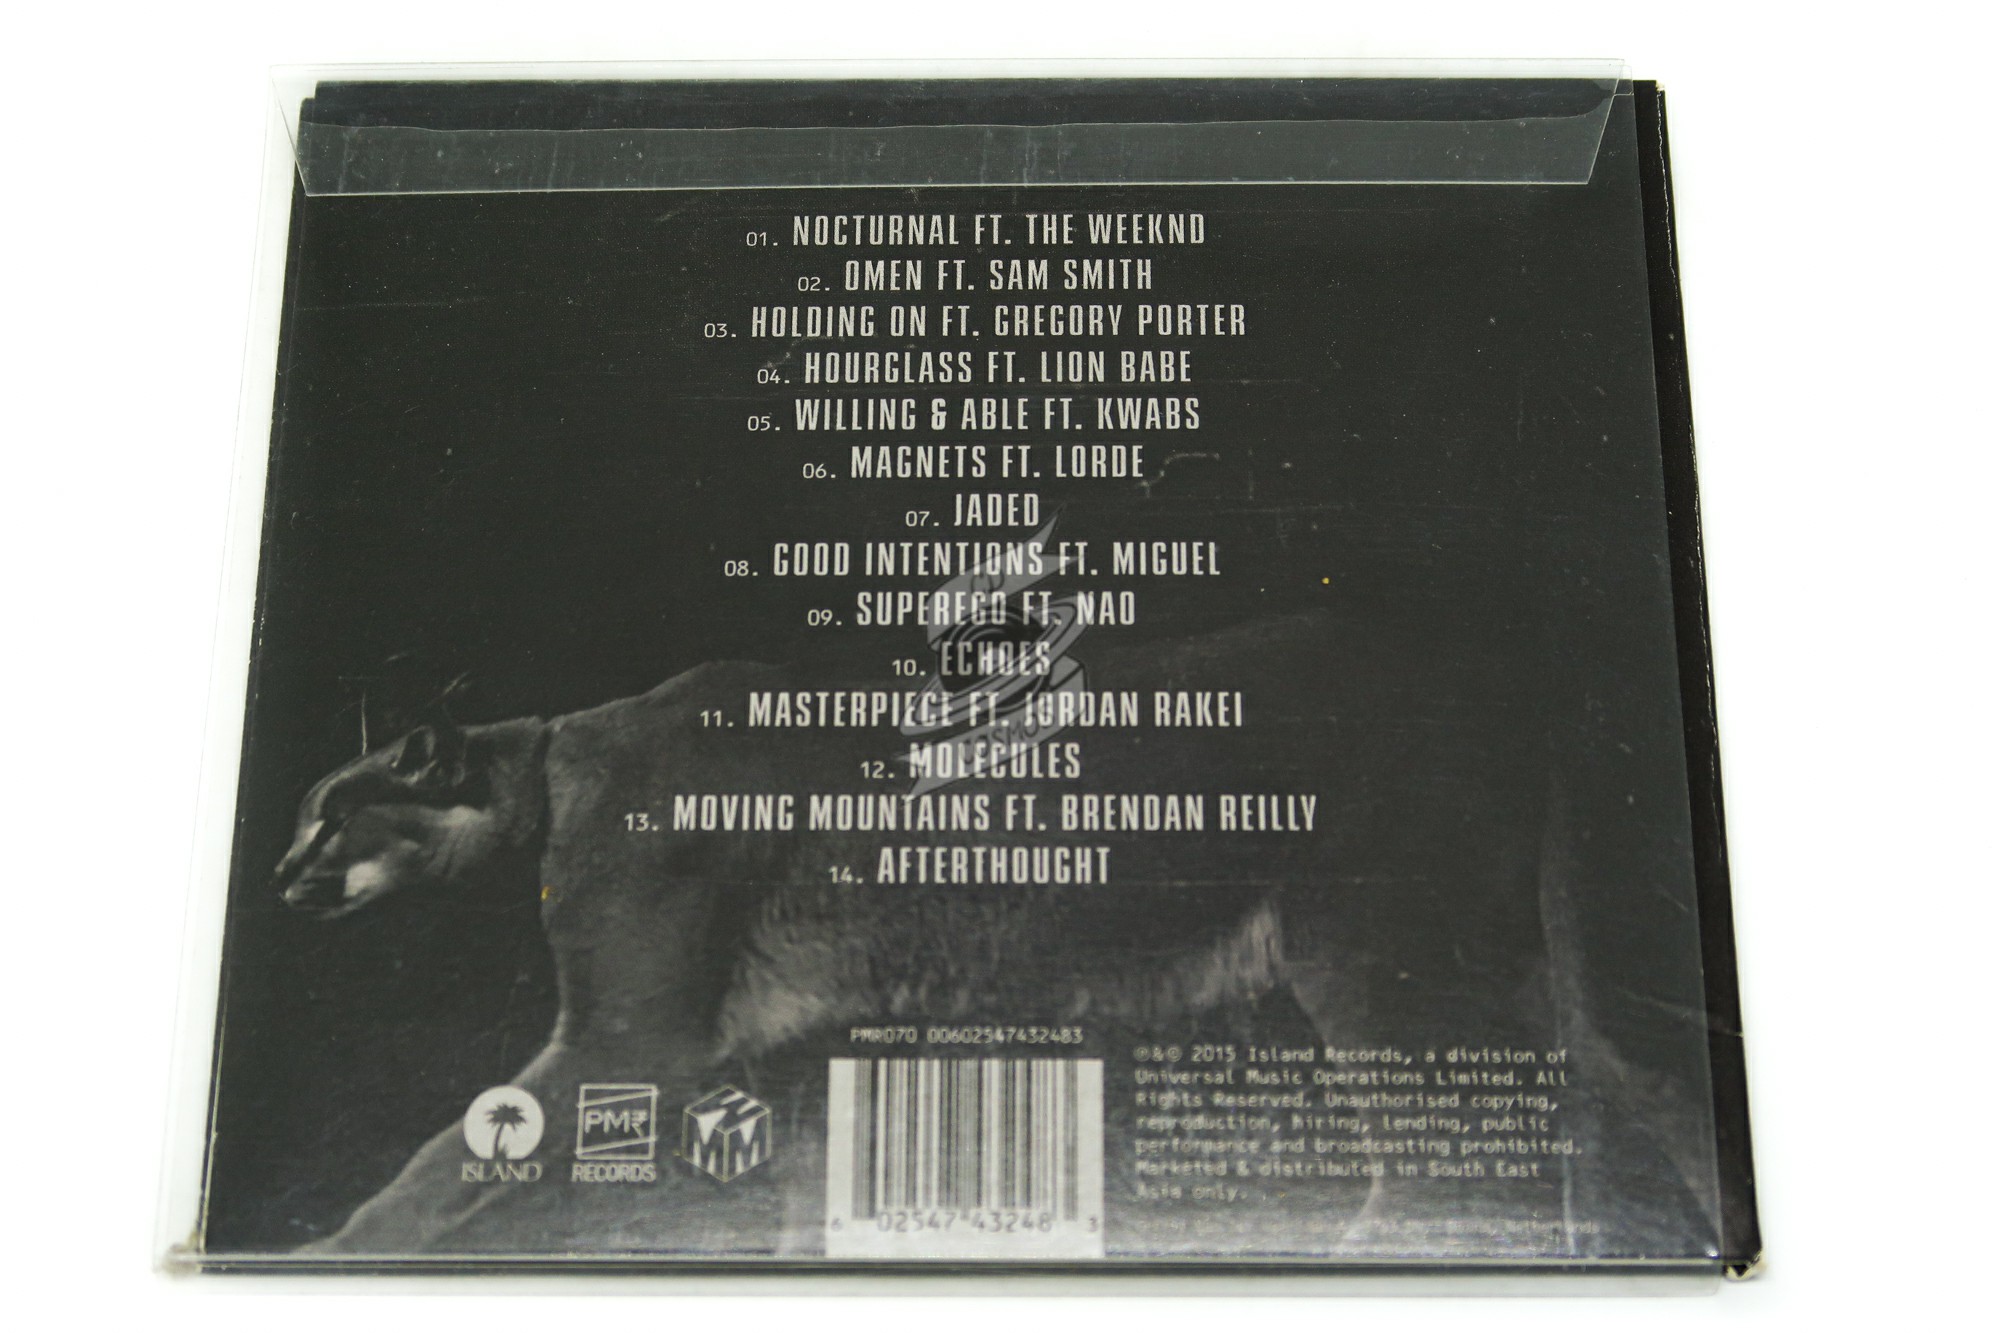 01. NOCTURNAL FT. THE WEEKND
02. OMEN FT. SAM SMITH
03. HOLDING ON FT. GREGORY PORTER
04. HOURGLASS FT. LION BABE
05. WILLING & ABLE FT. KWABS
06. MAGNETS FT. LORDE
07. JADED
08. GOOD INTENTIONS FT. MIGUEL
09. SUPEREGO FT. NAO
10. ECHOES
11. MASTERPIECE FT. JORDAN RAKEI
12. MOLECULES
13. MOVING MOUNTAINS FT. BRENDAN REILLY
14. AFTERTHOUGHT
CD
COSMOS
PMR070 00602547432483
ISLAND
PMR
RECORDS
6 02547 43248 3
℗&© 2015 Island Records, a division of
Universal Music Operations Limited. All
Rights Reserved. Unauthorised copying,
reproduction, hiring, lending, public
performance and broadcasting prohibited.
Marketed & distributed in South East
Asia only.
Netherlands